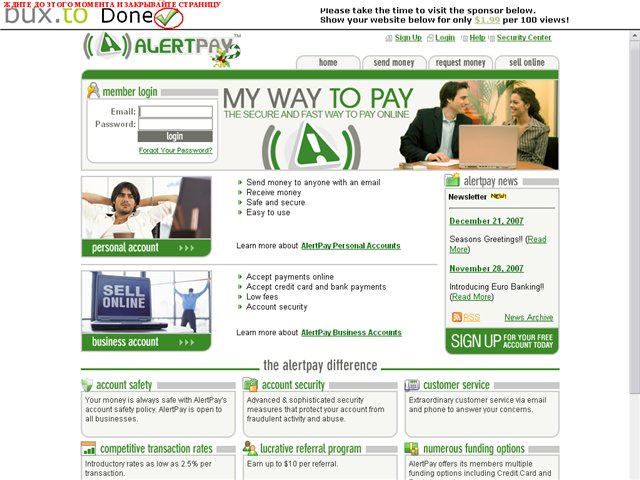 ЖДИТЕ ДО ЭТОГО МОМЕНТА И ЗАКРЫВАЙТЕ СТРАНИЦУ
bux.to Done
Please take the time to visit the sponsor below.
Show your website below for only $1.99 per 100 views!
ALERTPAY™
Sign Up Login Help Security Center
home send money request money sell online
member login
Email:
Password:
login
Forgot Your Password?
MY WAY TO PAY
THE SECURE AND FAST WAY TO PAY ONLINE
personal account
Send money to anyone with an email
Receive money
Safe and secure
Easy to use
Learn more about AlertPay Personal Accounts
SELL
ONLINE
business account
Accept payments online
Accept credit card and bank payments
Low fees
Account security
Learn more about AlertPay Business Accounts
alertpay news
Newsletter NEW!
December 21, 2007
Seasons Greetings!! (Read
More)
November 28, 2007
Introducing Euro Banking!!
(Read More)
RSS News Archive
SIGN UP FOR YOUR FREE
ACCOUNT TODAY
the alertpay difference
account safety
Your money is always safe with AlertPay's
account safety policy. AlertPay is open to
all businesses.
account security
Advanced & sophisticated security
measures that protect your account from
fraudulent activity and abuse.
customer service
Extraordinary customer service via email
and phone to answer your concerns.
competitive transaction rates
Introductory rates as low as 2.5% per
transaction.
lucrative referral program
Earn up to $10 per referral.
numerous funding options
AlertPay offers its members multiple
funding options including Credit Card and